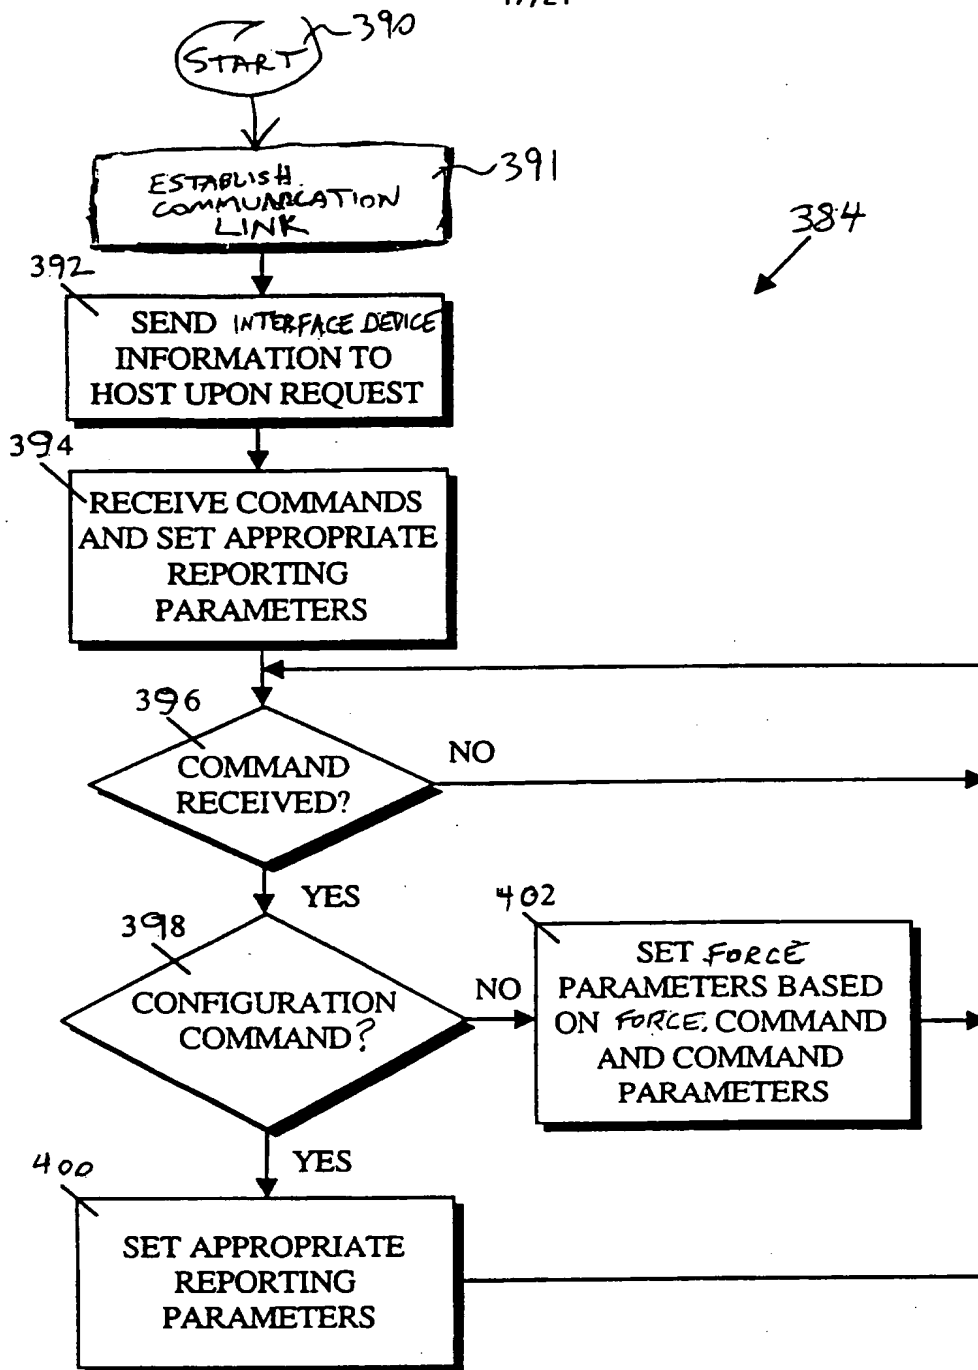 390
START
391
ESTABLISH
COMMUNICATION
LINK
384
392
SEND INTERFACE DEVICE
INFORMATION TO
HOST UPON REQUEST
394
RECEIVE COMMANDS
AND SET APPROPRIATE
REPORTING
PARAMETERS
396
COMMAND
RECEIVED?
NO
YES
398
CONFIGURATION
COMMAND?
NO
402
SET FORCE
PARAMETERS BASED
ON FORCE COMMAND
AND COMMAND
PARAMETERS
YES
400
SET APPROPRIATE
REPORTING
PARAMETERS